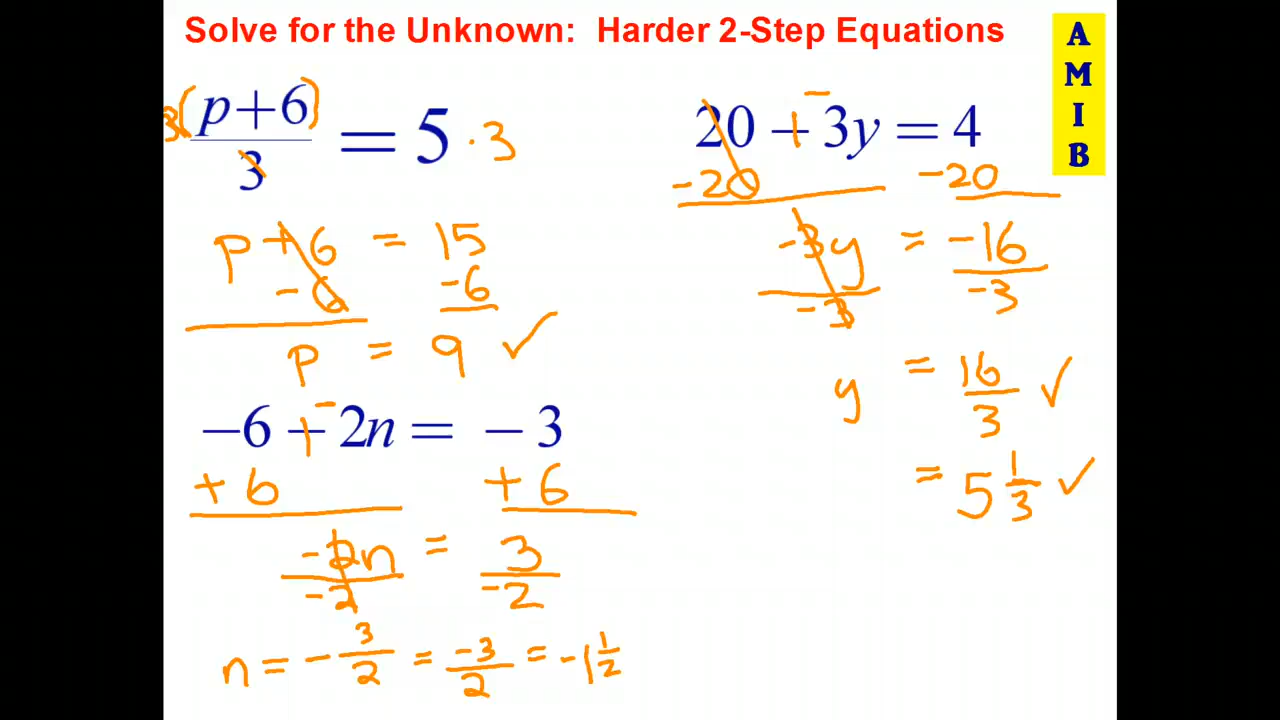 Solve for the Unknown: Harder 2-Step Equations
A
M
I
B
3(p+6)/3 = 5 · 3
p + 6 = 15
- 6 -6
p = 9 ✓
-6 - 2n = -3
+6 +6
-2n/-2 = 3/-2
n = -3/2 = -3/2 = -1 1/2
20 - 3y = 4
-20 -20
-3y/-3 = -16/-3
y = 16/3 ✓
= 5 1/3 ✓